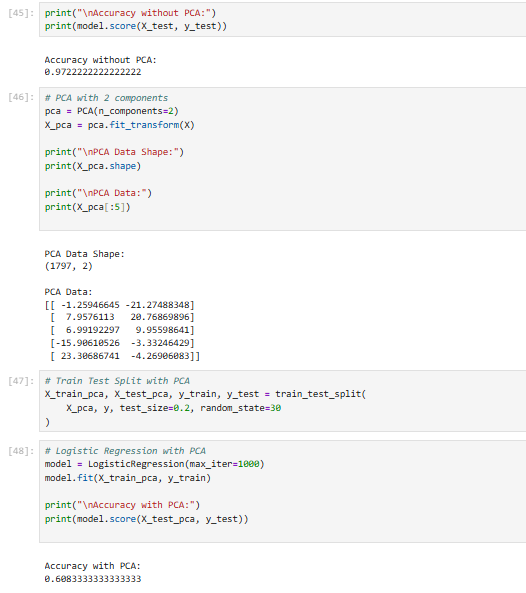 [45]: print("\nAccuracy without PCA:")
print(model.score(X_test, y_test))
Accuracy without PCA:
0.9722222222222222
[46]: # PCA with 2 components
pca = PCA(n_components=2)
X_pca = pca.fit_transform(X)
print("\nPCA Data Shape:")
print(X_pca.shape)
print("\nPCA Data:")
print(X_pca[:5])
PCA Data Shape:
(1797, 2)
PCA Data:
[[ -1.25946645 -21.27488348]
[  7.9576113   20.76869896]
[  6.99192297   9.95598641]
[-15.90610526  -3.33246429]
[ 23.30686741  -4.26906083]]
[47]: # Train Test Split with PCA
X_train_pca, X_test_pca, y_train, y_test = train_test_split(
X_pca, y, test_size=0.2, random_state=30
)
[48]: # Logistic Regression with PCA
model = LogisticRegression(max_iter=1000)
model.fit(X_train_pca, y_train)
print("\nAccuracy with PCA:")
print(model.score(X_test_pca, y_test))
Accuracy with PCA:
0.6083333333333333